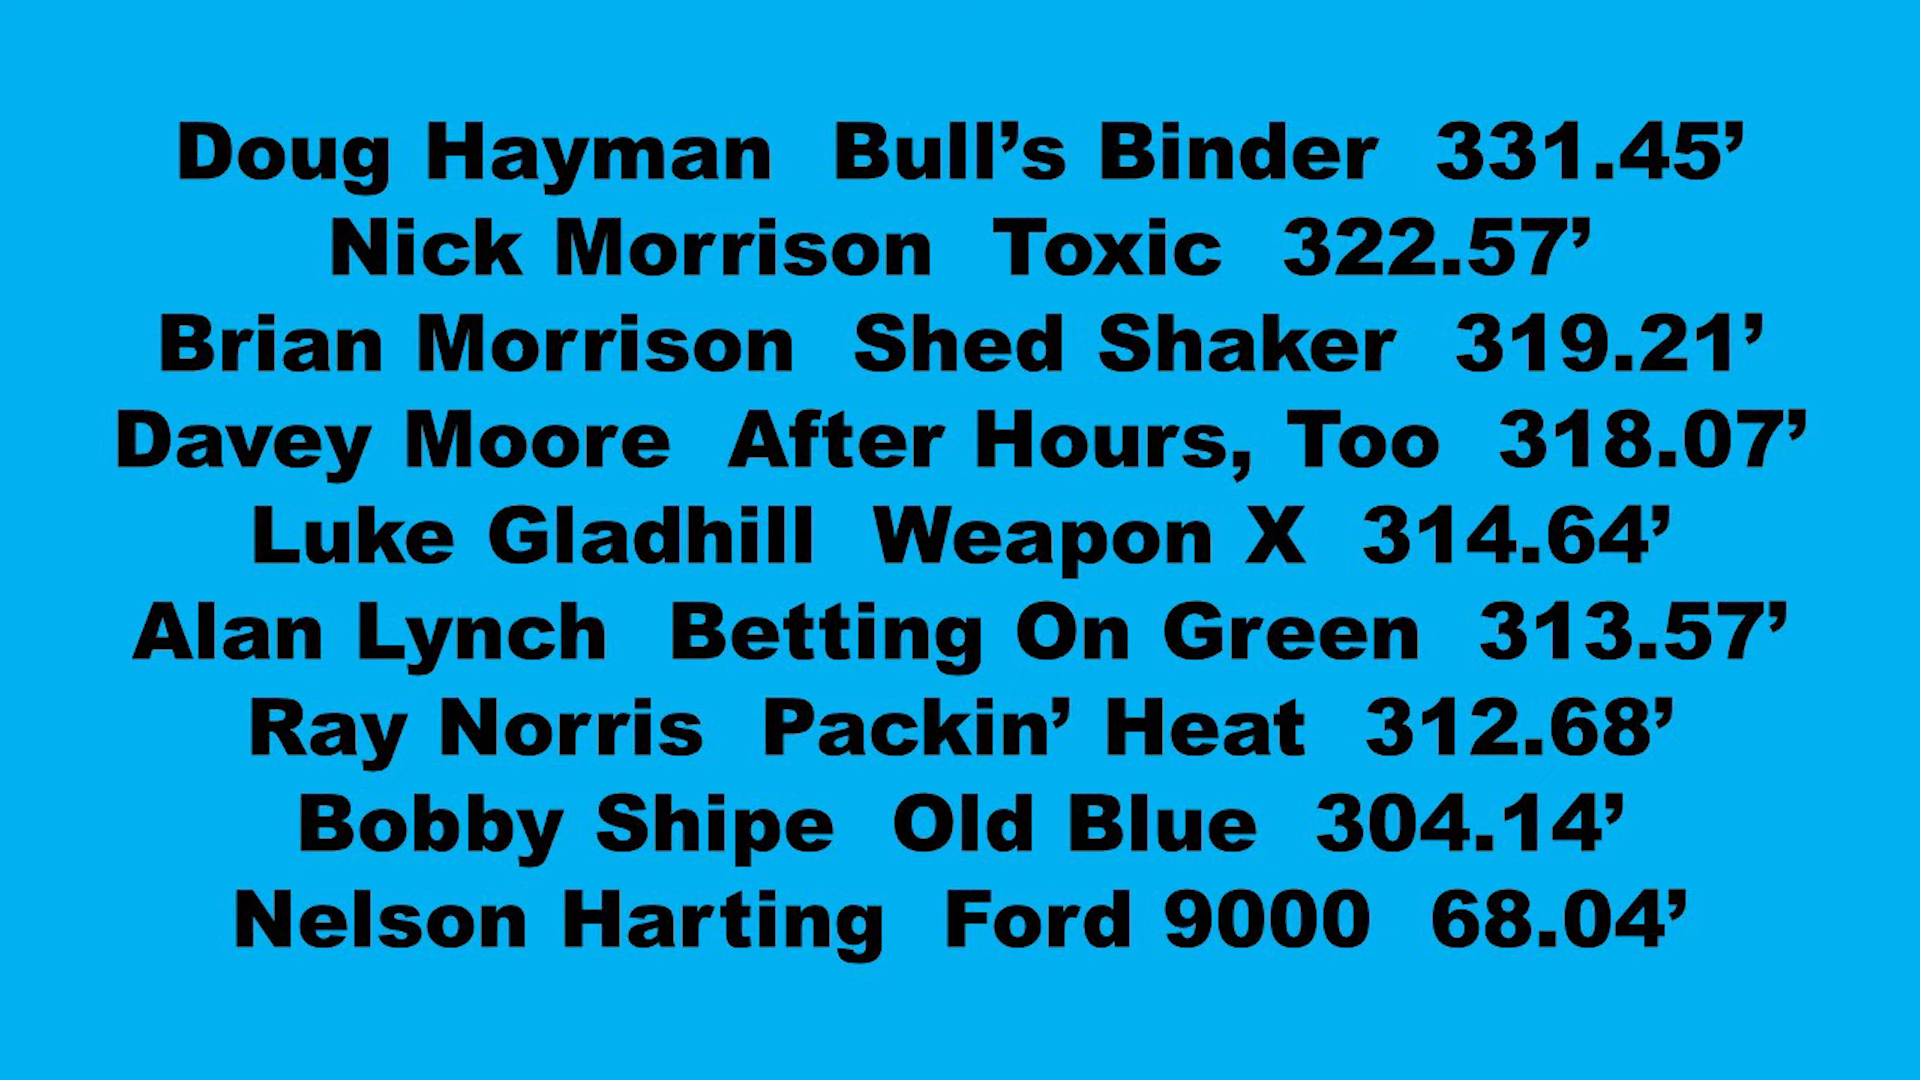 Doug Hayman  Bull’s Binder  331.45’
Nick Morrison  Toxic  322.57’
Brian Morrison  Shed Shaker  319.21’
Davey Moore  After Hours, Too  318.07’
Luke Gladhill  Weapon X  314.64’
Alan Lynch  Betting On Green  313.57’
Ray Norris  Packin’ Heat  312.68’
Bobby Shipe  Old Blue  304.14’
Nelson Harting  Ford 9000  68.04’